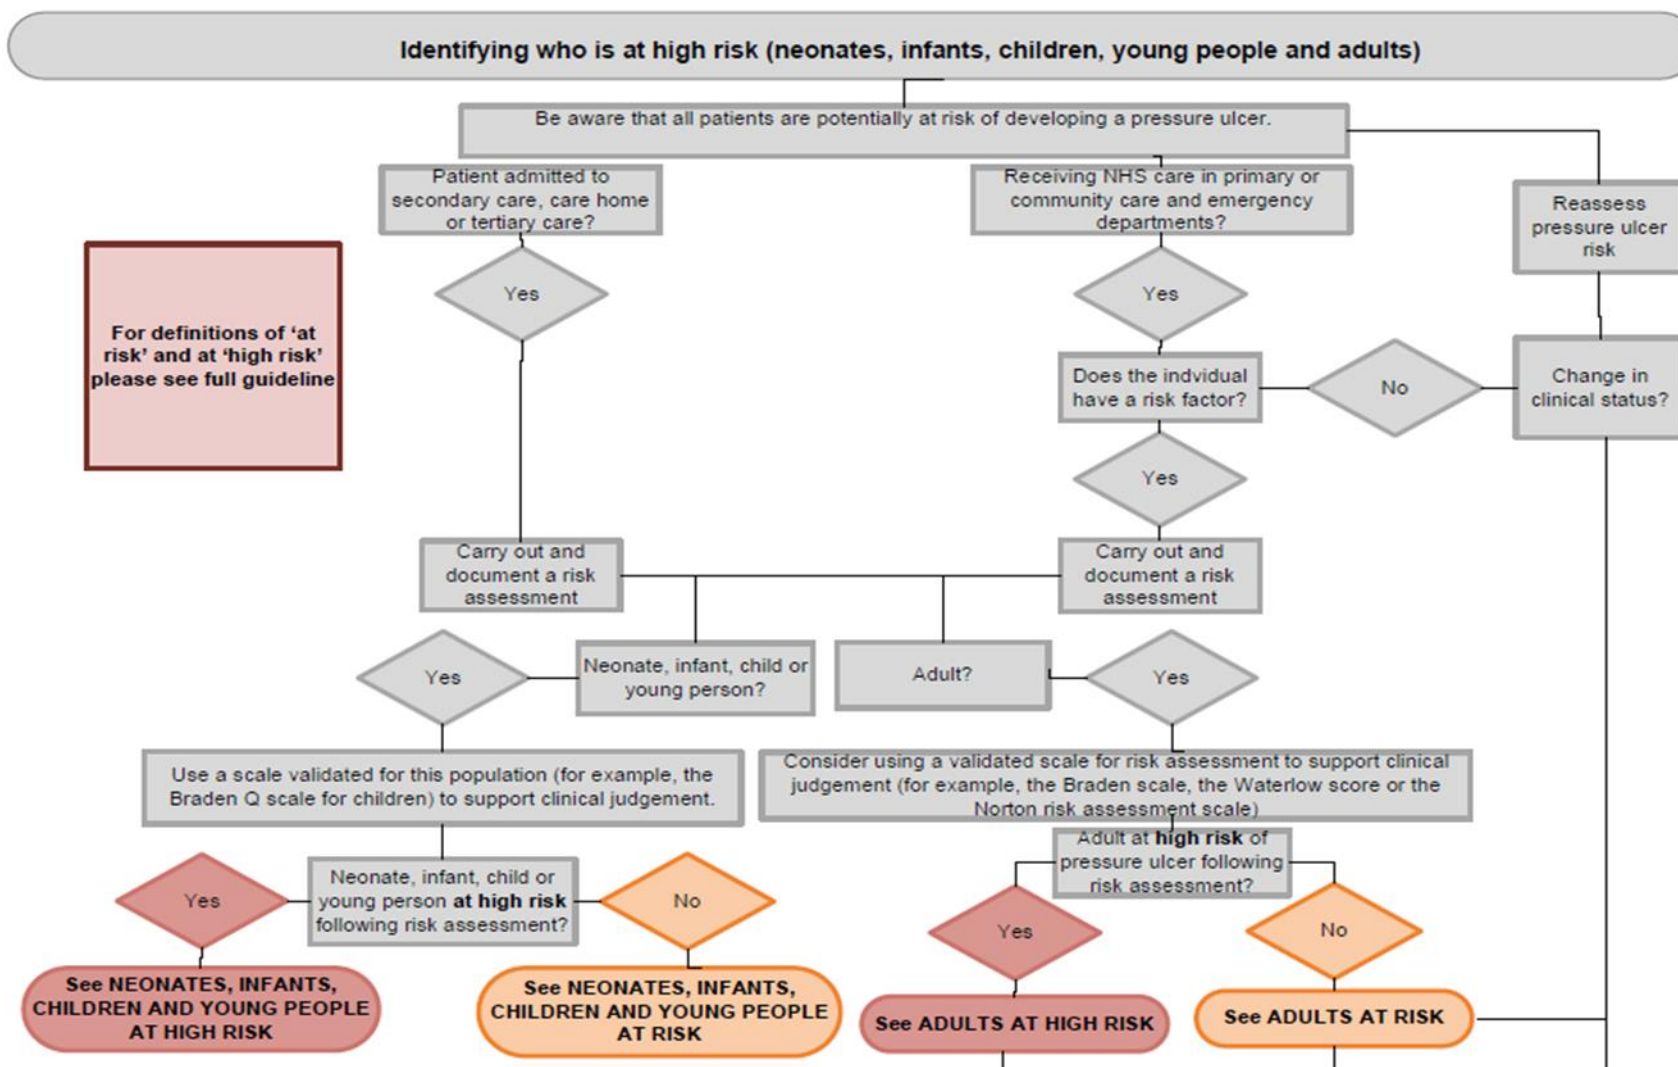 Identifying who is at high risk (neonates, infants, children, young people and adults)
Be aware that all patients are potentially at risk of developing a pressure ulcer.
Patient admitted to
secondary care, care home
or tertiary care?
Receiving NHS care in primary or
community care and emergency
departments?
Reassess
pressure ulcer
risk
Yes
Yes
For definitions of ‘at
risk’ and at ‘high risk’
please see full guideline
Does the indvidual
have a risk factor?
No
Change in
clinical status?
Yes
Carry out and
document a risk
assessment
Carry out and
document a risk
assessment
Yes
Neonate, infant, child or
young person?
Adult?
Yes
Use a scale validated for this population (for example, the
Braden Q scale for children) to support clinical judgement.
Consider using a validated scale for risk assessment to support clinical
judgement (for example, the Braden scale, the Waterlow score or the
Norton risk assessment scale)
Yes
Neonate, infant, child or
young person at high risk
following risk assessment?
No
Adult at high risk of
pressure ulcer following
risk assessment?
Yes
No
See NEONATES, INFANTS,
CHILDREN AND YOUNG PEOPLE
AT HIGH RISK
See NEONATES, INFANTS,
CHILDREN AND YOUNG PEOPLE
AT RISK
See ADULTS AT HIGH RISK
See ADULTS AT RISK